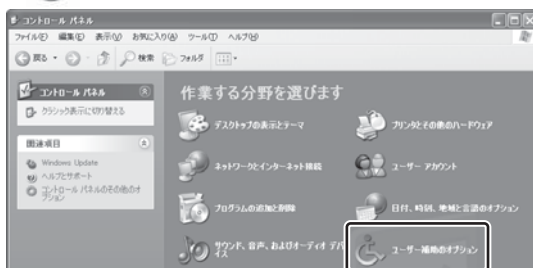 コントロール パネル
ファイル(F) 編集(E) 表示(V) お気に入り(A) ツール(T) ヘルプ(H)
戻る 検索 フォルダ
コントロール パネル
クラシック表示に切り替える
関連項目
Windows Update
ヘルプとサポート
コントロール パネルのその他のオプション
作業する分野を選びます
デスクトップの表示とテーマ
プリンタとその他のハードウェア
ネットワークとインターネット接続
ユーザー アカウント
プログラムの追加と削除
日付、時刻、地域と言語のオプション
サウンド、音声、およびオーディオ デバイス
ユーザー補助のオプション